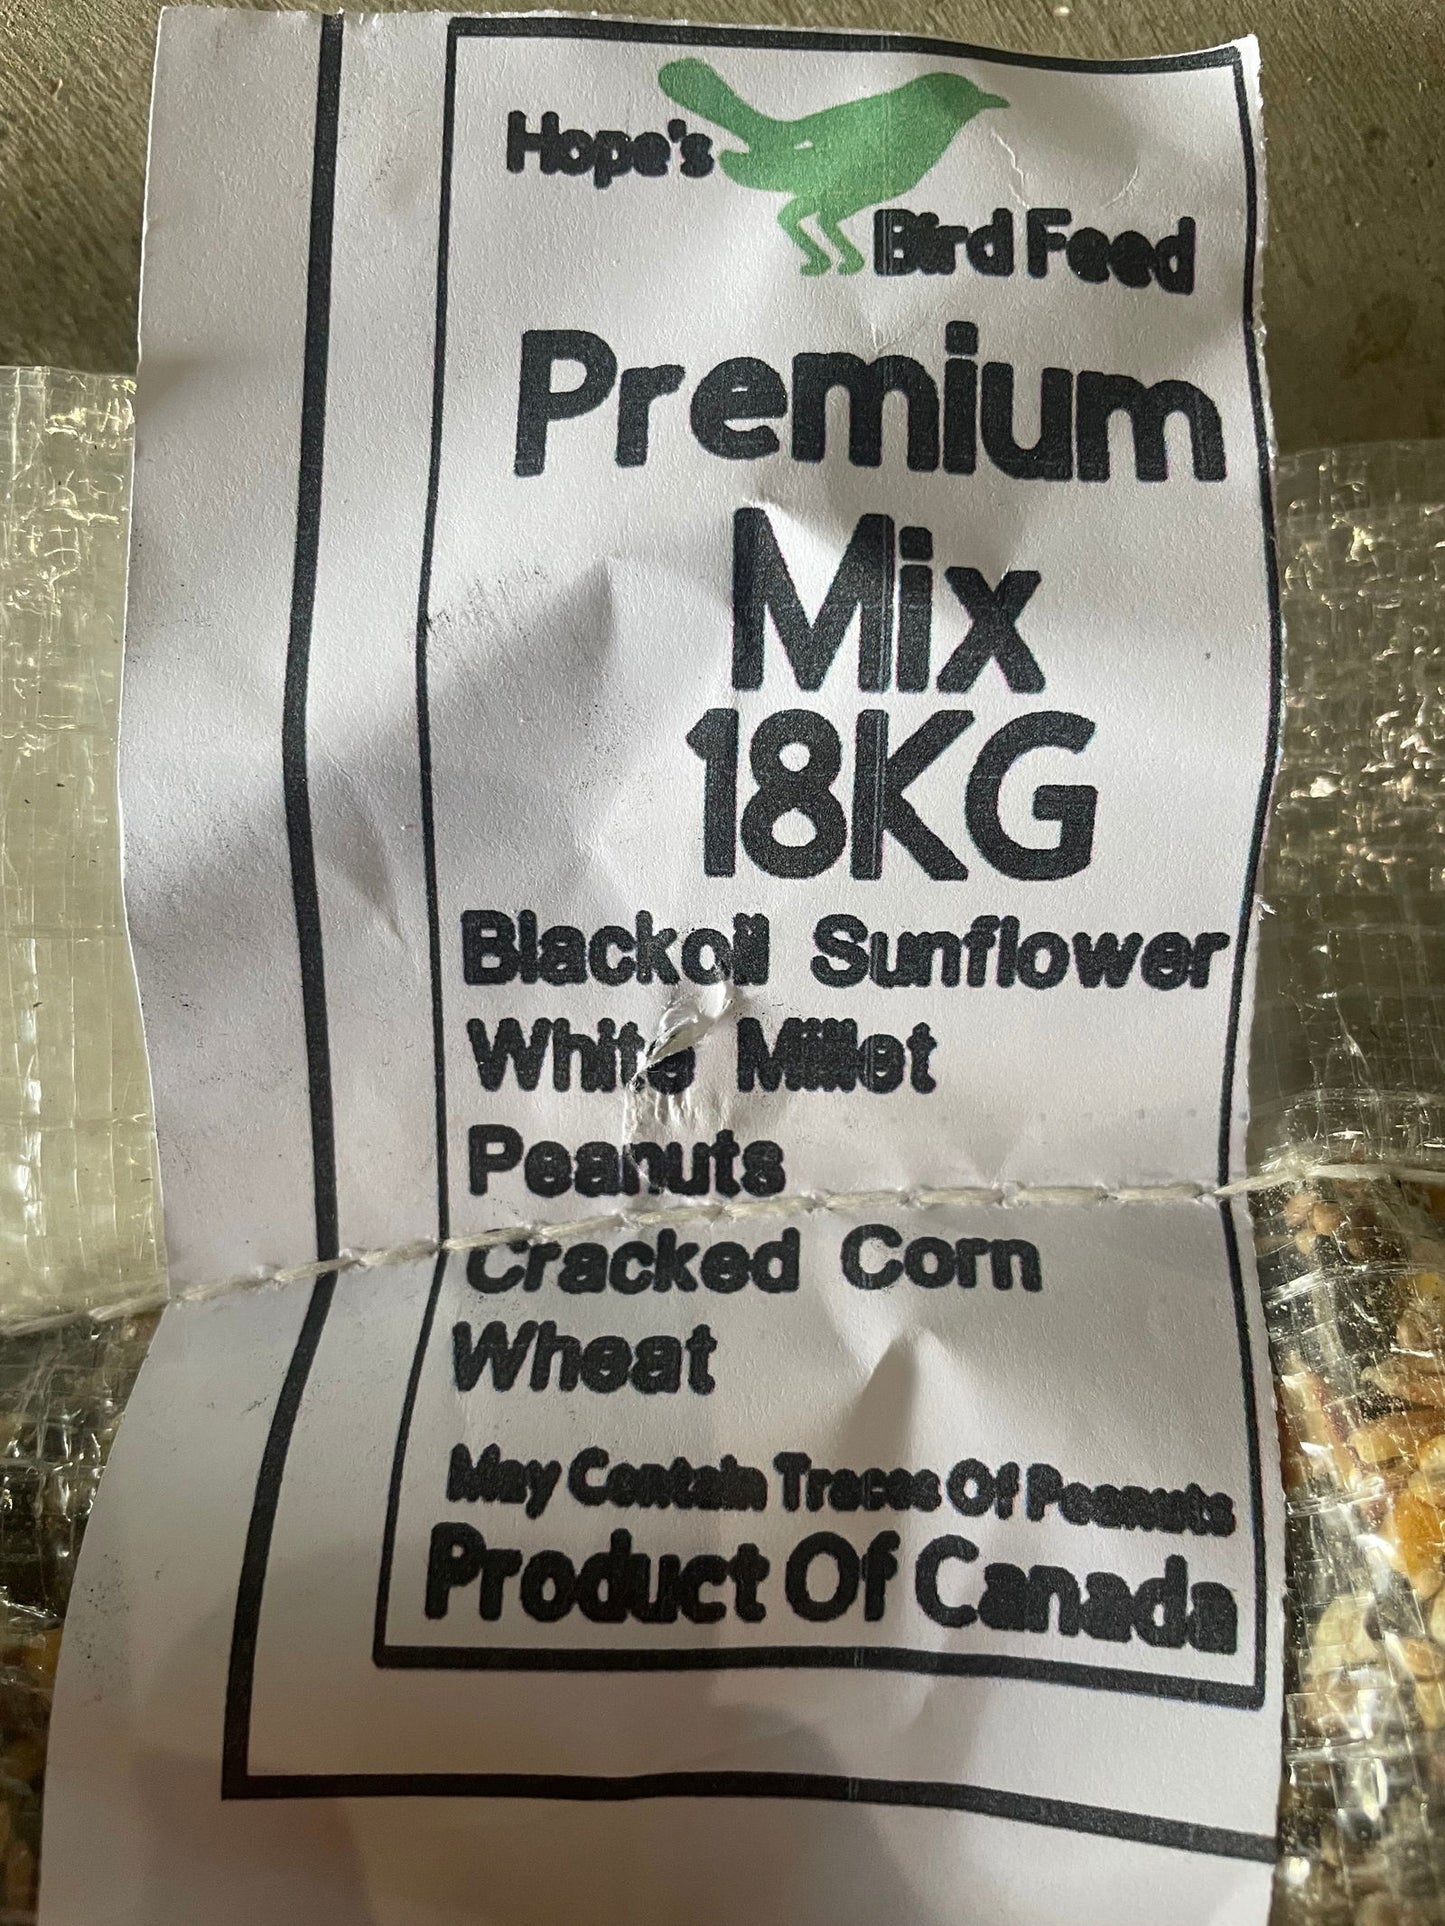 Hope's
Bird Feed
Premium
Mix
18KG
Blackoil Sunflower
White Millet
Peanuts
Cracked Corn
Wheat
May Contain Traces Of Peanuts
Product Of Canada